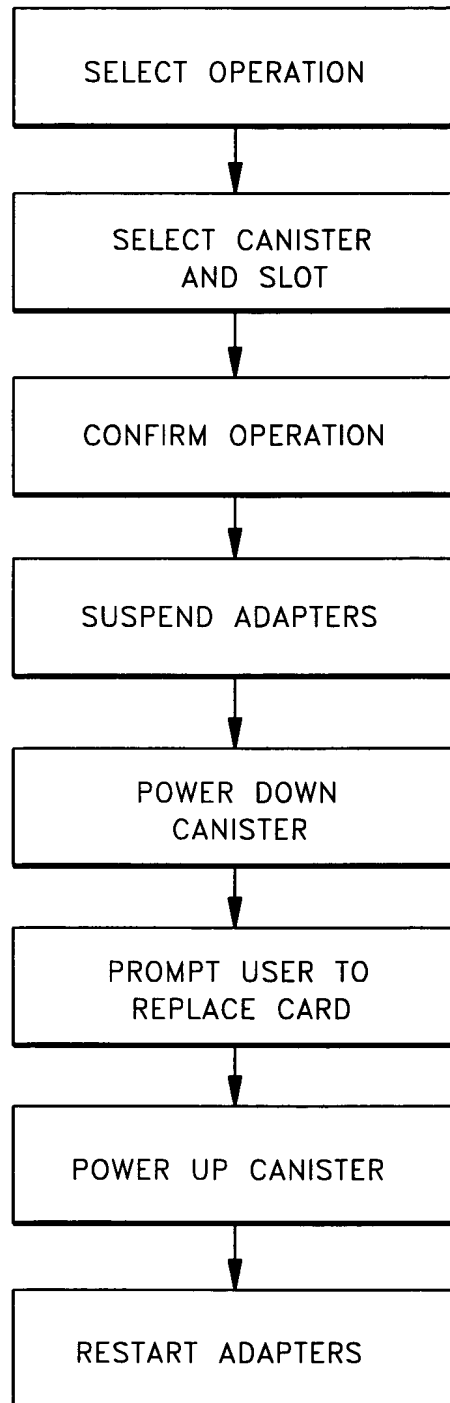 SELECT OPERATION
SELECT CANISTER
AND SLOT
CONFIRM OPERATION
SUSPEND ADAPTERS
POWER DOWN
CANISTER
PROMPT USER TO
REPLACE CARD
POWER UP CANISTER
RESTART ADAPTERS